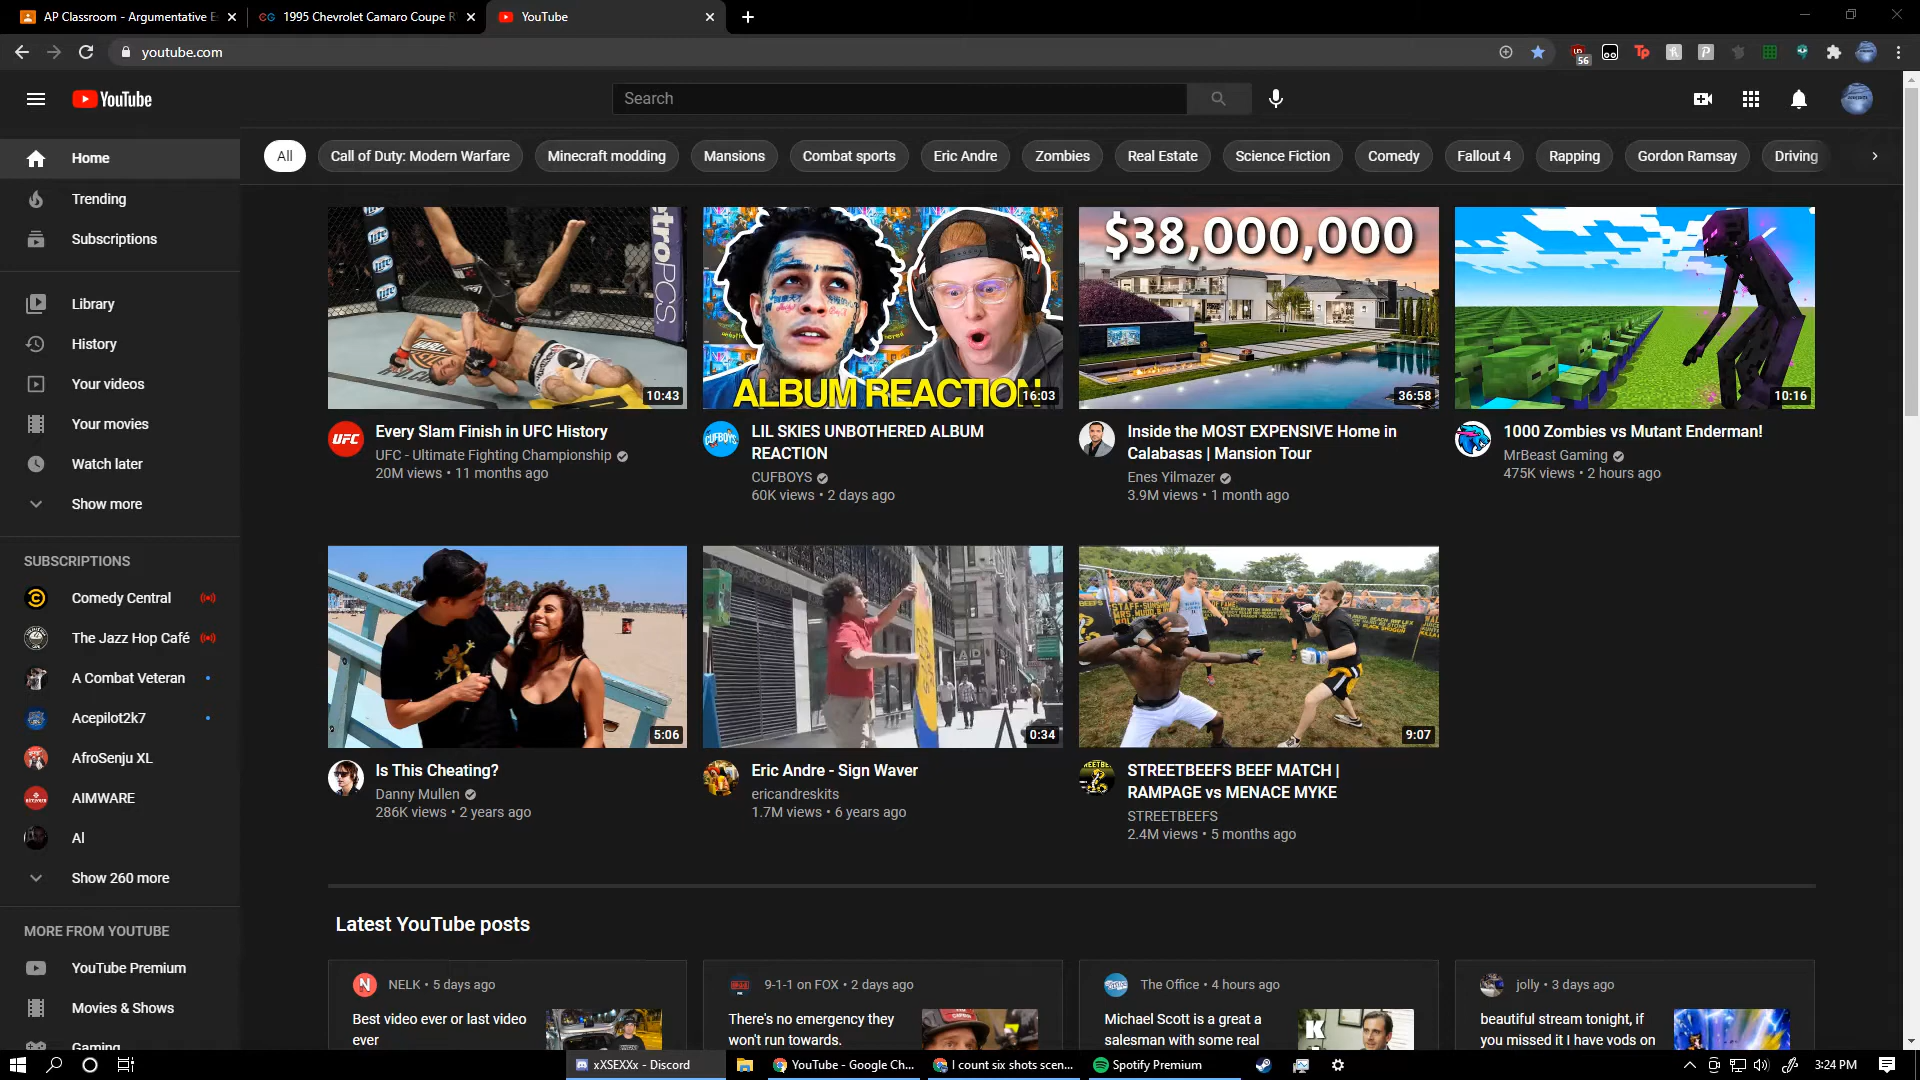 AP Classroom - Argumentative E
1995 Chevrolet Camaro Coupe R
YouTube
youtube.com
56
Tp
YouTube
Search
Home
Trending
Subscriptions
Library
History
Your videos
Your movies
Watch later
Show more
SUBSCRIPTIONS
Comedy Central
The Jazz Hop Café
A Combat Veteran
Acepilot2k7
AfroSenju XL
AIMWARE
Al
Show 260 more
MORE FROM YOUTUBE
YouTube Premium
Movies & Shows
Gaming
All
Call of Duty: Modern Warfare
Minecraft modding
Mansions
Combat sports
Eric Andre
Zombies
Real Estate
Science Fiction
Comedy
Fallout 4
Rapping
Gordon Ramsay
Driving
10:43
ALBUM REACTION
16:03
$38,000,000
36:58
10:16
UFC
Every Slam Finish in UFC History
UFC - Ultimate Fighting Championship
20M views • 11 months ago
CUFBOYS
LIL SKIES UNBOTHERED ALBUM
REACTION
CUFBOYS
60K views • 2 days ago
Inside the MOST EXPENSIVE Home in
Calabasas | Mansion Tour
Enes Yilmazer
3.9M views • 1 month ago
1000 Zombies vs Mutant Enderman!
MrBeast Gaming
475K views • 2 hours ago
5:06
0:34
9:07
Is This Cheating?
Danny Mullen
286K views • 2 years ago
Eric Andre - Sign Waver
ericandreskits
1.7M views • 6 years ago
STREETBEEFS BEEF MATCH |
RAMPAGE vs MENACE MYKE
STREETBEEFS
2.4M views • 5 months ago
Latest YouTube posts
NELK • 5 days ago
Best video ever or last video
ever
9-1-1 on FOX • 2 days ago
There's no emergency they
won't run towards.
The Office • 4 hours ago
Michael Scott is a great a
salesman with some real
jolly • 3 days ago
beautiful stream tonight, if
you missed it I have vods on
xXSEXXx - Discord
YouTube - Google Ch...
I count six shots scen...
Spotify Premium
3:24 PM